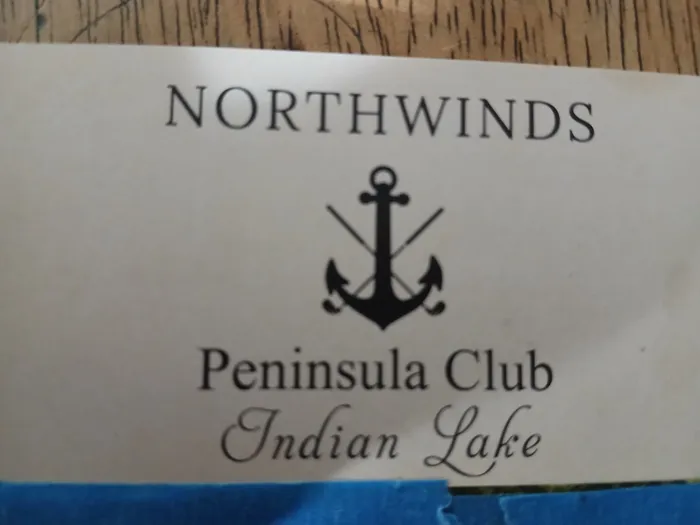 NORTHWINDS
Peninsula Club
Indian Lake